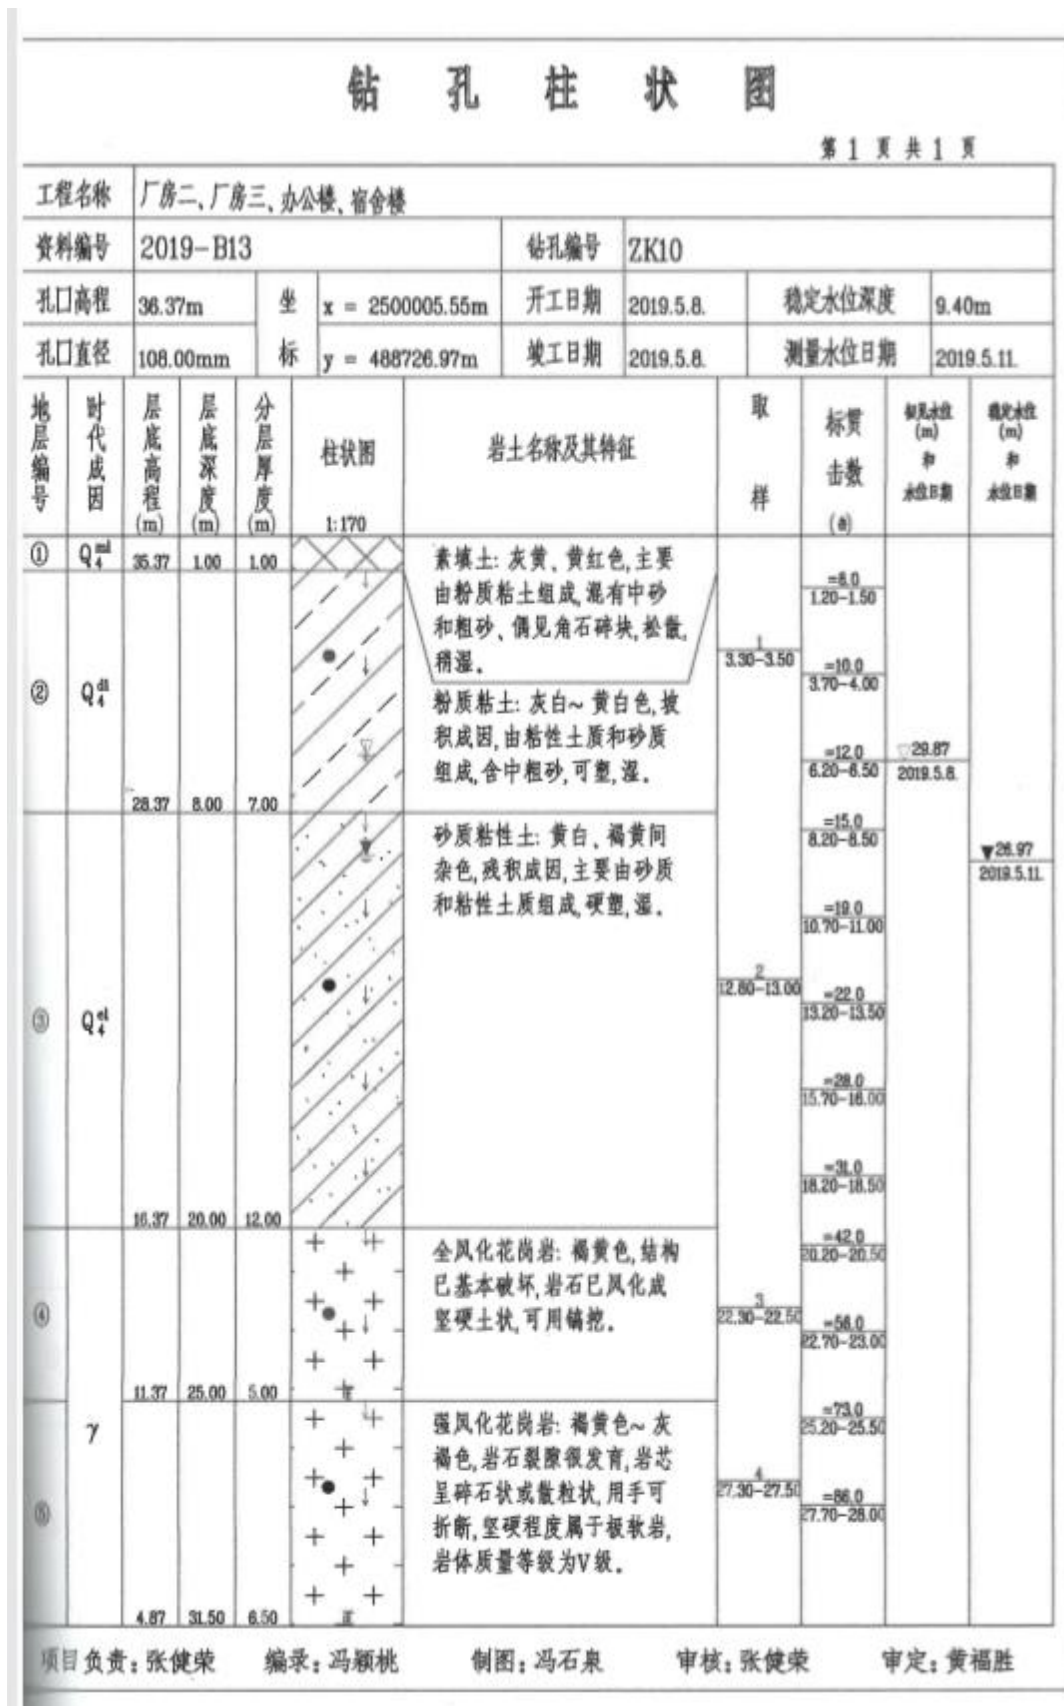 钻孔柱状图
第 1 页 共 1 页
工程名称 厂房二、厂房三、办公楼、宿舍楼
资料编号 2019-B13 钻孔编号 ZK10
孔口高程 36.37m 坐 x = 2500005.55m 开工日期 2019.5.8. 稳定水位深度 9.40m
孔口直径 108.00mm 标 y = 488726.97m 竣工日期 2019.5.8. 测量水位日期 2019.5.11.
地层编号 时代成因 层底高程(m) 层底深度(m) 分层厚度(m) 柱状图 1:170 岩土名称及其特征 取样 标贯击数 初见水位(m)和水位日期 稳定水位(m)和水位日期
① Q₄ᵐˡ 35.37 1.00 1.00
素填土: 灰黄、黄红色, 主要
由粉质粘土组成, 混有中砂
和粗砂、偶见角石碎块, 松散,
稍湿。
=8.0
1.20-1.50
1
3.30-3.50
=10.0
3.70-4.00
② Q₄ᵈˡ
粉质粘土: 灰白~ 黄白色, 坡
积成因, 由粘性土质和砂质
组成, 含中粗砂, 可塑, 湿。
=12.0
6.20-6.50
▽29.87
2019.5.8.
28.37 8.00 7.00
砂质粘性土: 黄白、褐黄间
杂色, 残积成因, 主要由砂质
和粘性土质组成, 硬塑, 湿。
=15.0
8.20-8.50
▼26.97
2019.5.11.
=19.0
10.70-11.00
2
12.80-13.00
=22.0
13.20-13.50
③ Q₄ᵉˡ
=28.0
15.70-16.00
=31.0
18.20-18.50
16.37 20.00 12.00
全风化花岗岩: 褐黄色, 结构
已基本破坏, 岩石已风化成
坚硬土状, 可用镐挖。
=42.0
20.20-20.50
④
3
22.30-22.50
=58.0
22.70-23.00
11.37 25.00 5.00
γ
强风化花岗岩: 褐黄色~ 灰
褐色, 岩石裂隙很发育, 岩芯
呈碎石状或散粒状, 用手可
折断, 坚硬程度属于极软岩,
岩体质量等级为V级。
=73.0
25.20-25.50
4
27.30-27.50
=86.0
27.70-28.00
⑤
4.87 31.50 6.50
项目负责: 张健荣 编录: 冯颖桃 制图: 冯石泉 审核: 张健荣 审定: 黄福胜